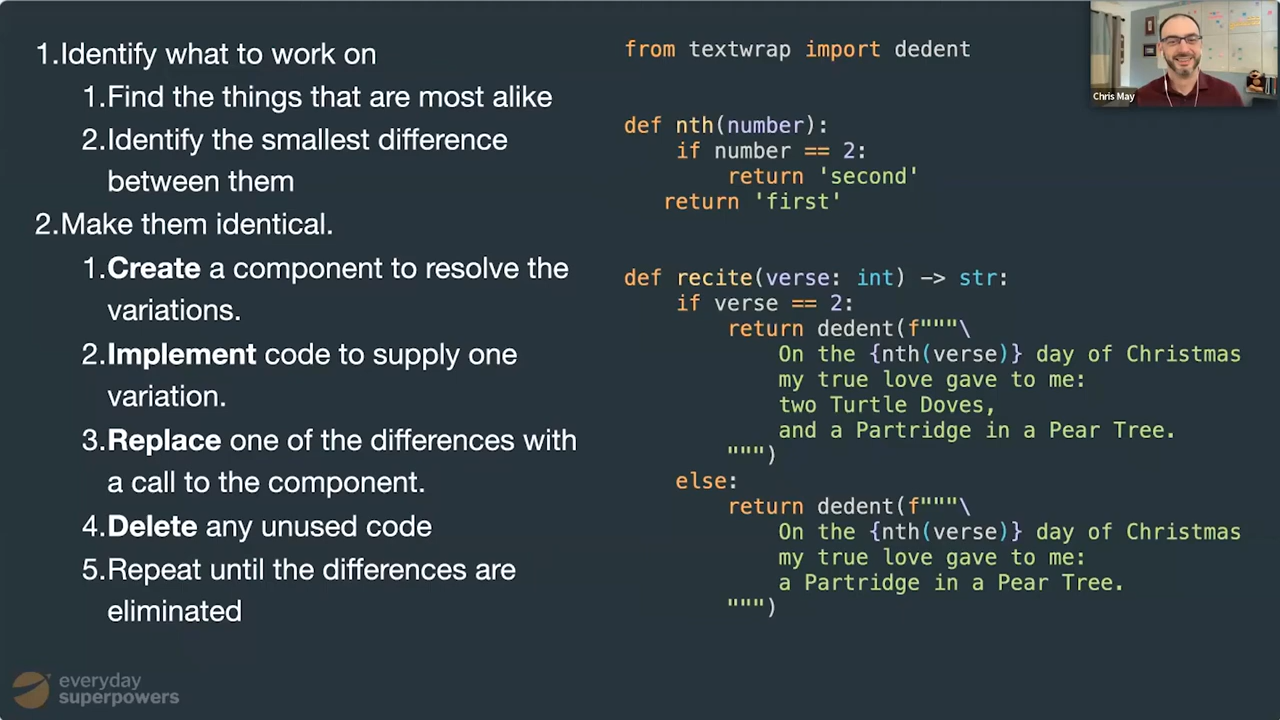 1.Identify what to work on
1.Find the things that are most alike
2.Identify the smallest difference
between them
2.Make them identical.
1.Create a component to resolve the
variations.
2.Implement code to supply one
variation.
3.Replace one of the differences with
a call to the component.
4.Delete any unused code
5.Repeat until the differences are
eliminated
from textwrap import dedent
def nth(number):
if number == 2:
return 'second'
return 'first'
def recite(verse: int) -> str:
if verse == 2:
return dedent(f"""\
On the {nth(verse)} day of Christmas
my true love gave to me:
two Turtle Doves,
and a Partridge in a Pear Tree.
""")
else:
return dedent(f"""\
On the {nth(verse)} day of Christmas
my true love gave to me:
a Partridge in a Pear Tree.
""")
Chris May
everyday
superpowers